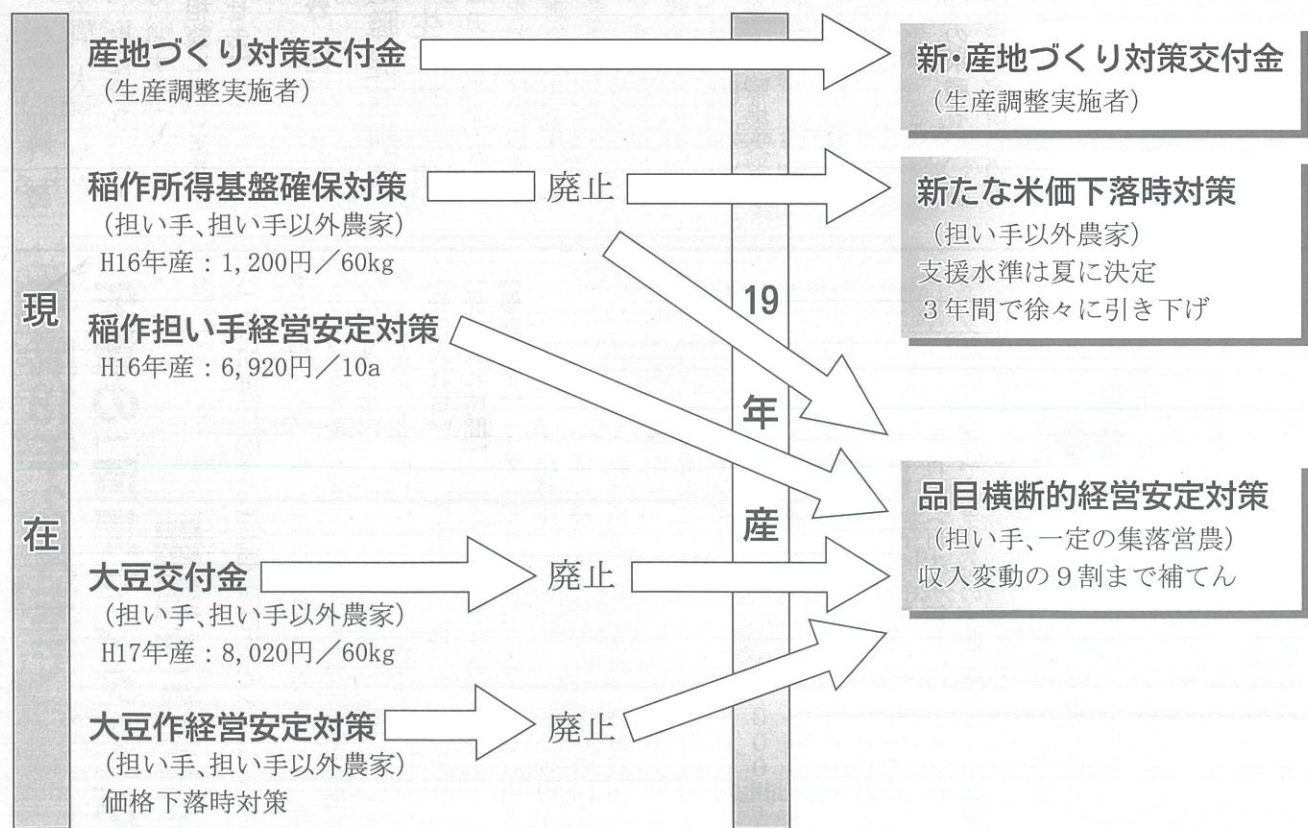 現在
産地づくり対策交付金
(生産調整実施者)
稲作所得基盤確保対策
廃止
(担い手、担い手以外農家)
H16年産:1,200円/60kg
稲作担い手経営安定対策
H16年産:6,920円/10a
大豆交付金
廃止
(担い手、担い手以外農家)
H17年産:8,020円/60kg
大豆作経営安定対策
廃止
(担い手、担い手以外農家)
価格下落時対策
19年産
新・産地づくり対策交付金
(生産調整実施者)
新たな米価下落時対策
(担い手以外農家)
支援水準は夏に決定
3年間で徐々に引き下げ
品目横断的経営安定対策
(担い手、一定の集落営農)
収入変動の9割まで補てん